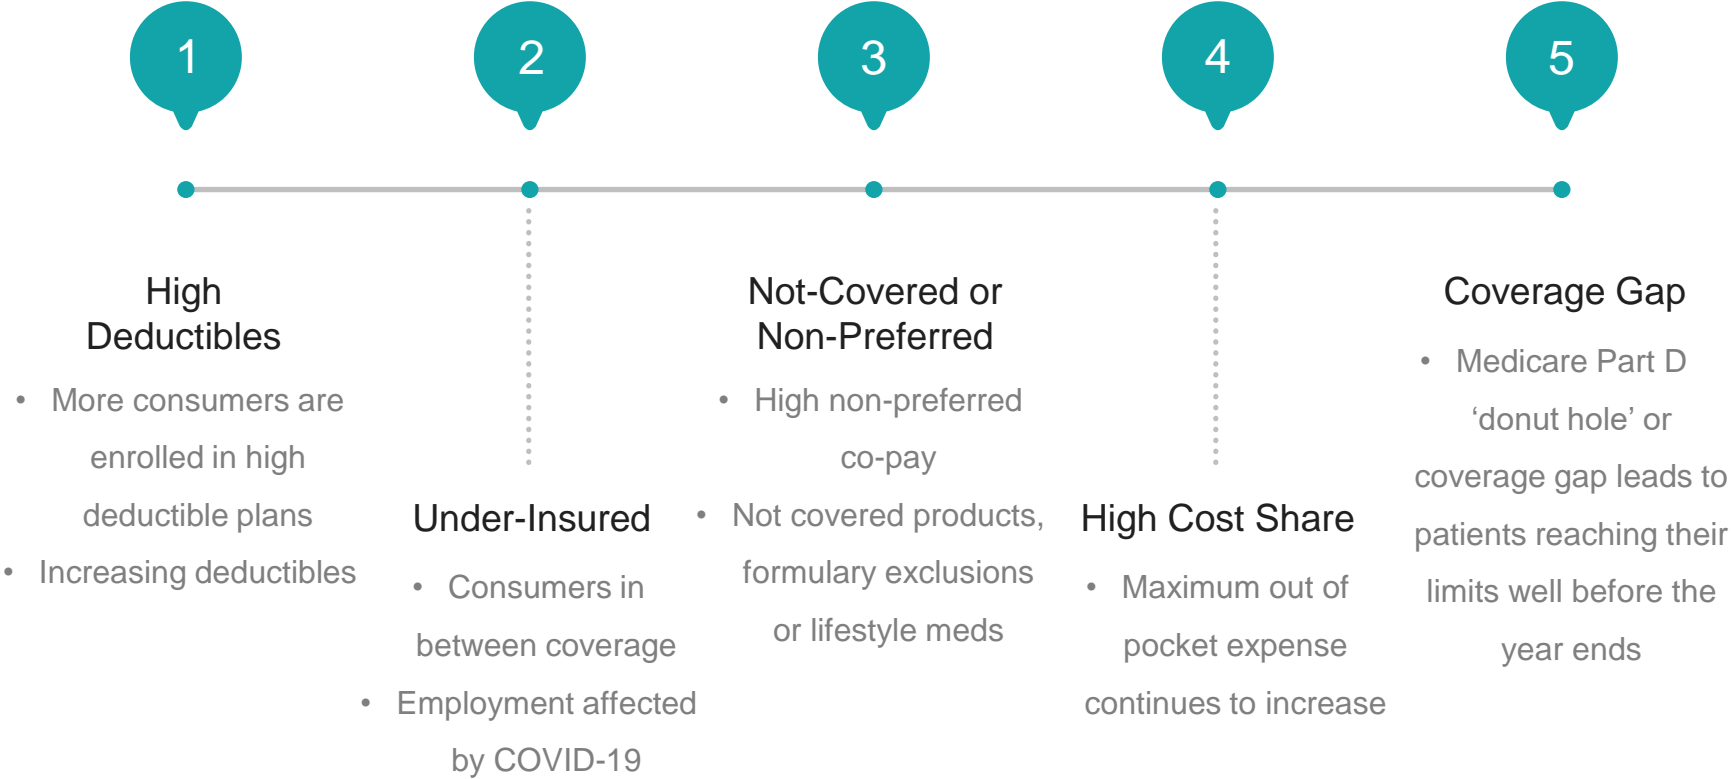 1
High
Deductibles
• More consumers are
enrolled in high
deductible plans
• Increasing deductibles
2
Under-Insured
• Consumers in
between coverage
• Employment affected
by COVID-19
3
Not-Covered or
Non-Preferred
• High non-preferred
co-pay
• Not covered products,
formulary exclusions
or lifestyle meds
4
High Cost Share
• Maximum out of
pocket expense
continues to increase
5
Coverage Gap
• Medicare Part D
‘donut hole’ or
coverage gap leads to
patients reaching their
limits well before the
year ends